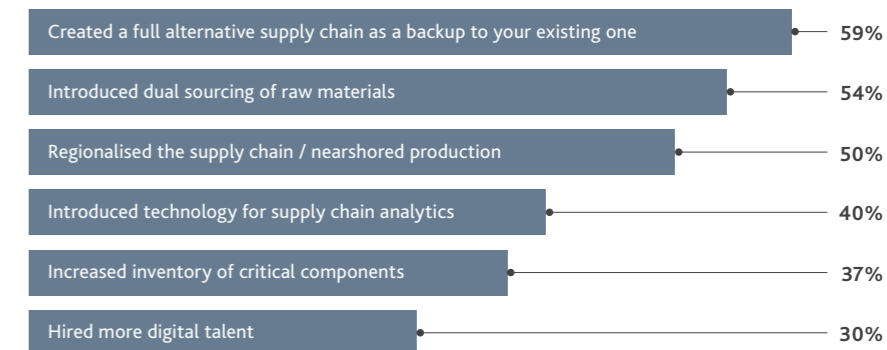 Created a full alternative supply chain as a backup to your existing one 59%
Introduced dual sourcing of raw materials 54%
Regionalised the supply chain / nearshored production 50%
Introduced technology for supply chain analytics 40%
Increased inventory of critical components 37%
Hired more digital talent 30%